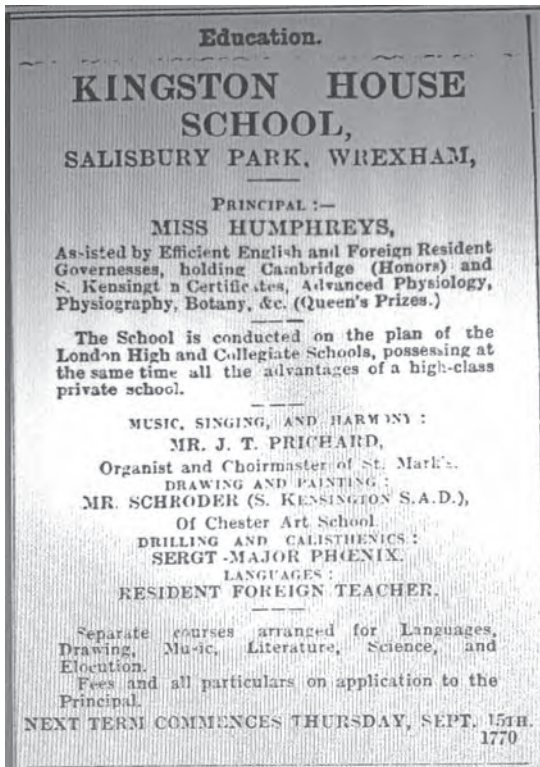 Education.
KINGSTON HOUSE
SCHOOL,
SALISBURY PARK, WREXHAM,
PRINCIPAL :—
MISS HUMPHREYS,
As-isted by Efficient English and Foreign Resident
Governesses, holding Cambridge (Honors) and
S. Kensingt n Certificates, Advanced Physiology,
Physiography, Botany, &c. (Queen's Prizes.)
The School is conducted on the plan of the
London High and Collegiate Schools, possessing at
the same time all the advantages of a high-class
private school.
MUSIC, SINGING, AND HARMONY :
MR. J. T. PRICHARD,
Organist and Choirmaster of St. Mark's.
DRAWING AND PAINTING :
MR. SCHRODER (S. KENSINGTON S.A.D.),
Of Chester Art School.
DRILLING AND CALISTHENICS :
SERGT -MAJOR PHŒNIX.
LANGUAGES :
RESIDENT FOREIGN TEACHER.
Separate courses arranged for Languages,
Drawing, Music, Literature, Science, and
Elocution.
Fees and all particulars on application to the
Principal.
NEXT TERM COMMENCES THURSDAY, SEPT. 15TH.
1770